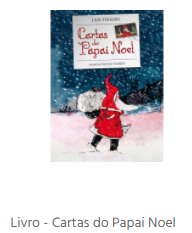 J.R.R. TOLKIEN
Cartas
do
Papai Noel
Livro - Cartas do Papai Noel